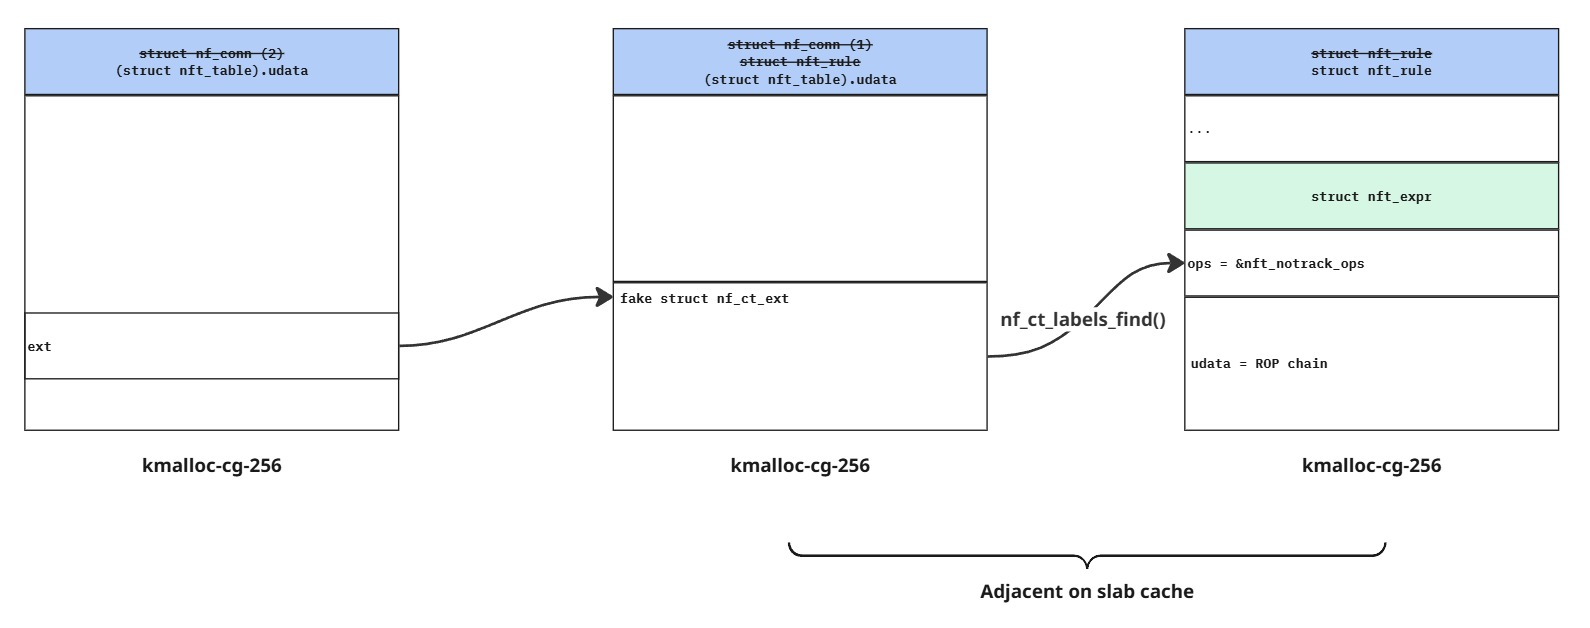 struct nf_conn (2)
(struct nft_table).udata
ext
kmalloc-cg-256
struct nf_conn (1)
struct nft_rule
(struct nft_table).udata
fake struct nf_ct_ext
kmalloc-cg-256
nf_ct_labels_find()
struct nft_rule
struct nft_rule
...
struct nft_expr
ops = &nft_notrack_ops
udata = ROP chain
kmalloc-cg-256
Adjacent on slab cache